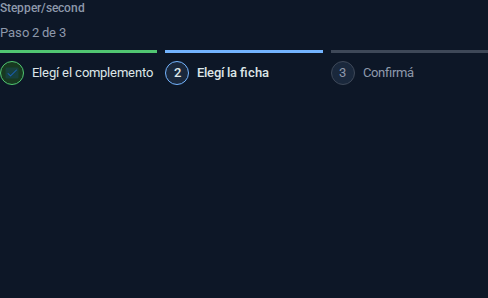 Stepper/second
Paso 2 de 3
Elegí el complemento
2 Elegí la ficha
3 Confirmá